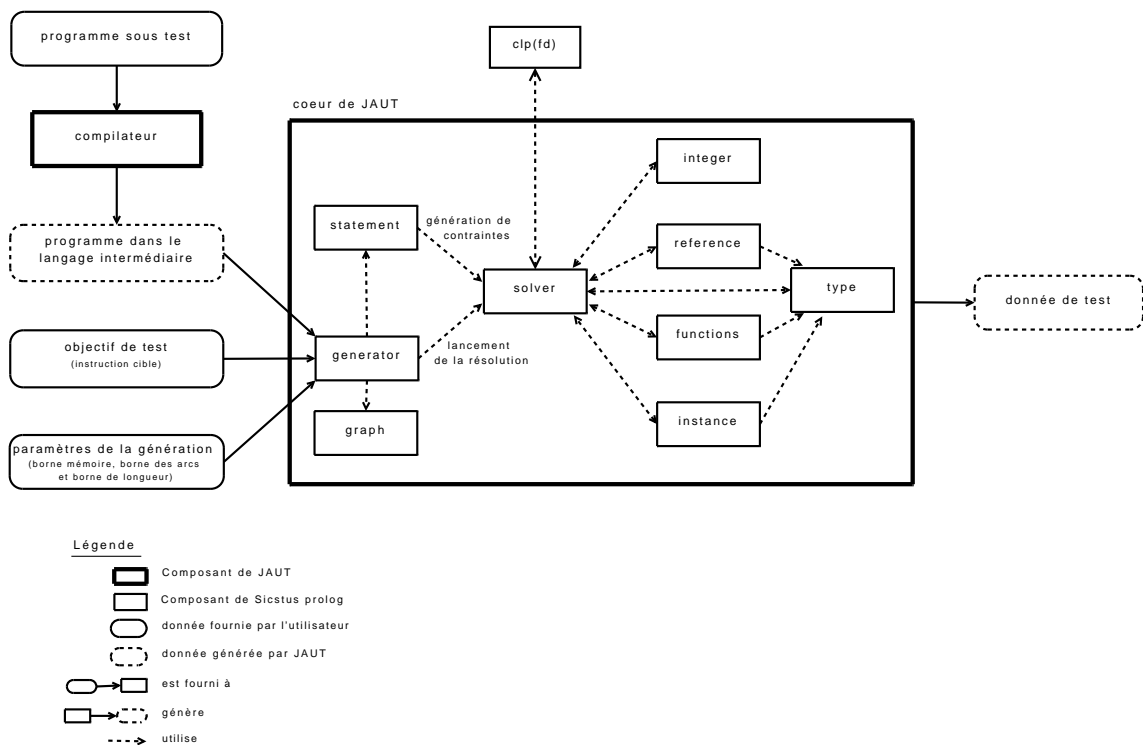 programme sous test
clp(fd)
coeur de JAUT
compilateur
integer
statement
génération de
contraintes
reference
programme dans le
langage intermédiaire
solver
type
donnée de test
objectif de test
(instruction cible)
generator
lancement
de la résolution
functions
graph
instance
paramètres de la génération
(borne mémoire, borne des arcs
et borne de longueur)
Légende
Composant de JAUT
Composant de Sicstus prolog
donnée fournie par l'utilisateur
donnée générée par JAUT
est fourni à
génère
utilise